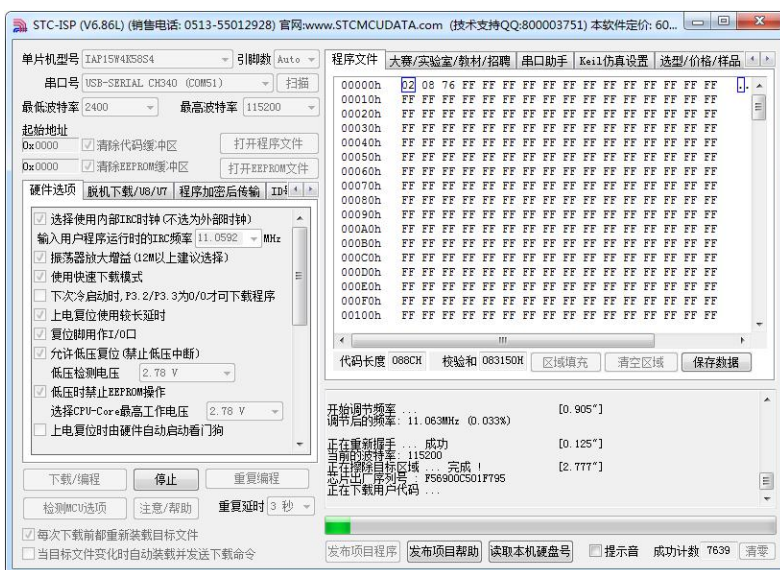 STC-ISP (V6.86L) (销售电话: 0513-55012928) 官网:www.STCMCUDATA.com (技术支持QQ:800003751) 本软件定价: 60...
单片机型号 IAP15W4K58S4 引脚数 Auto
串口号 USB-SERIAL CH340 (COM51) 扫描
最低波特率 2400 最高波特率 115200
起始地址
0x0000 清除代码缓冲区 打开程序文件
0x0000 清除EEPROM缓冲区 打开EEPROM文件
硬件选项 脱机下载/U8/U7 程序加密后传输
选择使用内部IRC时钟(不选为外部时钟)
输入用户程序运行时的IRC频率 11.0592 MHz
振荡器放大增益(12M以上建议选择)
使用快速下载模式
下次冷启动时,P3.2/P3.3为0/0才可下载程序
上电复位使用较长延时
复位脚用作I/O口
允许低压复位(禁止低压中断)
低压检测电压 2.78 V
低压时禁止EEPROM操作
选择CPU-Core最高工作电压 2.78 V
上电复位时由硬件自动启动看门狗
下载/编程 停止 重复编程
检测MCU选项 注意/帮助 重复延时 3 秒
每次下载前都重新装载目标文件
当目标文件变化时自动装载并发送下载命令
程序文件 大赛/实验室/教材/招聘 串口助手 Keil仿真设置 选型/价格/样品
00000h 02 08 76 FF FF FF FF FF FF FF FF FF FF FF FF FF ..
00010h FF FF FF FF FF FF FF FF FF FF FF FF FF FF FF FF
00020h FF FF FF FF FF FF FF FF FF FF FF FF FF FF FF FF
00030h FF FF FF FF FF FF FF FF FF FF FF FF FF FF FF FF
00040h FF FF FF FF FF FF FF FF FF FF FF FF FF FF FF FF
00050h FF FF FF FF FF FF FF FF FF FF FF FF FF FF FF FF
00060h FF FF FF FF FF FF FF FF FF FF FF FF FF FF FF FF
00070h FF FF FF FF FF FF FF FF FF FF FF FF FF FF FF FF
00080h FF FF FF FF FF FF FF FF FF FF FF FF FF FF FF FF
00090h FF FF FF FF FF FF FF FF FF FF FF FF FF FF FF FF
000A0h FF FF FF FF FF FF FF FF FF FF FF FF FF FF FF FF
000B0h FF FF FF FF FF FF FF FF FF FF FF FF FF FF FF FF
000C0h FF FF FF FF FF FF FF FF FF FF FF FF FF FF FF FF
000D0h FF FF FF FF FF FF FF FF FF FF FF FF FF FF FF FF
000E0h FF FF FF FF FF FF FF FF FF FF FF FF FF FF FF FF
000F0h FF FF FF FF FF FF FF FF FF FF FF FF FF FF FF FF
00100h FF FF FF FF FF FF FF FF FF FF FF FF FF FF FF FF
代码长度 088CH 校验和 083150H 区域填充 清空区域 保存数据
开始调节频率 ... [0.905"]
调节后的频率: 11.063MHz (0.033%)
正在重新握手 ... 成功 [0.125"]
当前的波特率: 115200
正在擦除目标区域 ... 完成 ! [2.777"]
芯片出厂序列号 : F56900C501F795
正在下载用户代码 ...
发布项目程序 发布项目帮助 读取本机硬盘号 提示音 成功计数 7639 清零